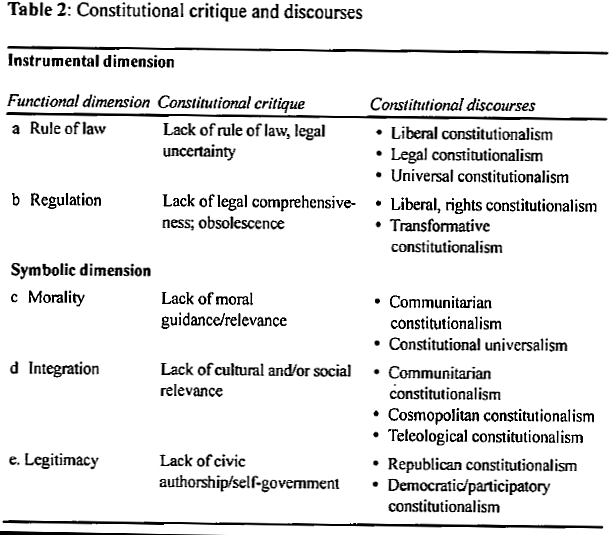 Table 2: Constitutional critique and discourses
Instrumental dimension
Functional dimension Constitutional critique Constitutional discourses
a Rule of law Lack of rule of law, legal • Liberal constitutionalism
uncertainty • Legal constitutionalism
• Universal constitutionalism
b Regulation Lack of legal comprehensive- • Liberal, rights constitutionalism
ness; obsolescence • Transformative
constitutionalism
Symbolic dimension
c Morality Lack of moral • Communitarian
guidance/relevance constitutionalism
• Constitutional universalism
d Integration Lack of cultural and/or social • Communitarian
relevance constitutionalism
• Cosmopolitan constitutionalism
• Teleological constitutionalism
e. Legitimacy Lack of civic • Republican constitutionalism
authorship/self-government • Democratic/participatory
constitutionalism